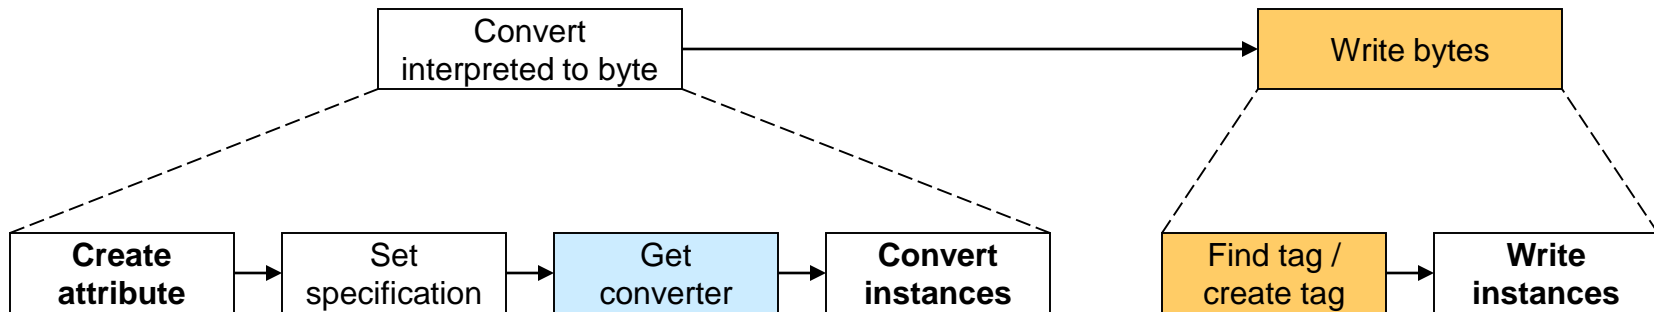 Convert
interpreted to byte
Write bytes
Create
attribute
Set
specification
Get
converter
Convert
instances
Find tag /
create tag
Write
instances